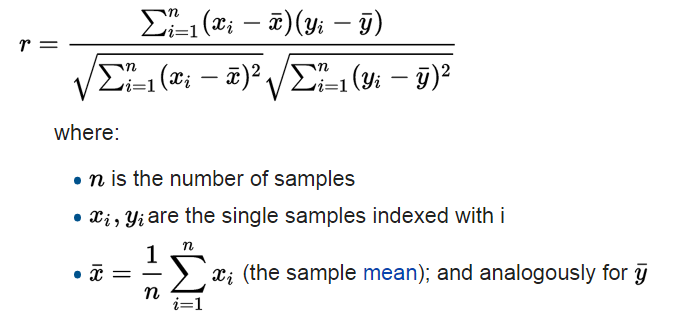 r = \frac{\sum_{i=1}^{n}(x_i - \bar{x})(y_i - \bar{y})}{\sqrt{\sum_{i=1}^{n}(x_i - \bar{x})^2}\sqrt{\sum_{i=1}^{n}(y_i - \bar{y})^2}}
where:
• n is the number of samples
• x_i, y_i are the single samples indexed with i
• \bar{x} = \frac{1}{n}\sum_{i=1}^{n} x_i (the sample mean); and analogously for \bar{y}